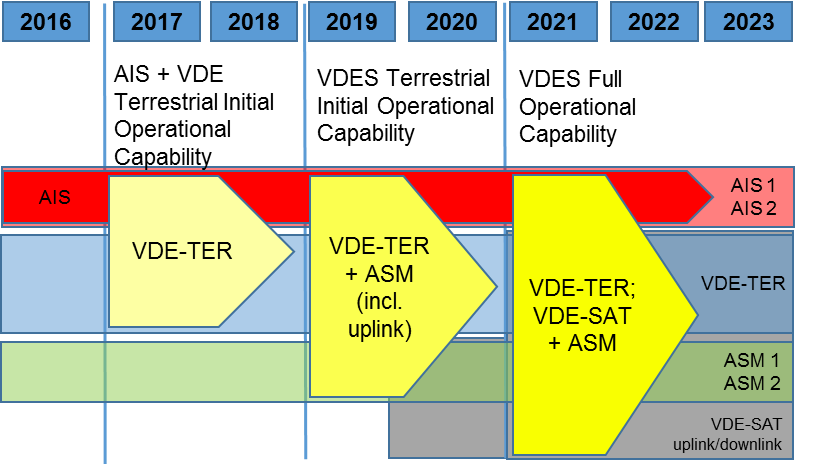 2016
2017
2018
2019
2020
2021
2022
2023
AIS + VDE
Terrestrial Initial
Operational
Capability
VDES Terrestrial
Initial Operational
Capability
VDES Full
Operational
Capability
AIS
AIS 1
AIS 2
VDE-TER
VDE-TER
+ ASM
(incl.
uplink)
VDE-TER;
VDE-SAT
+ ASM
VDE-TER
ASM 1
ASM 2
VDE-SAT
uplink/downlink